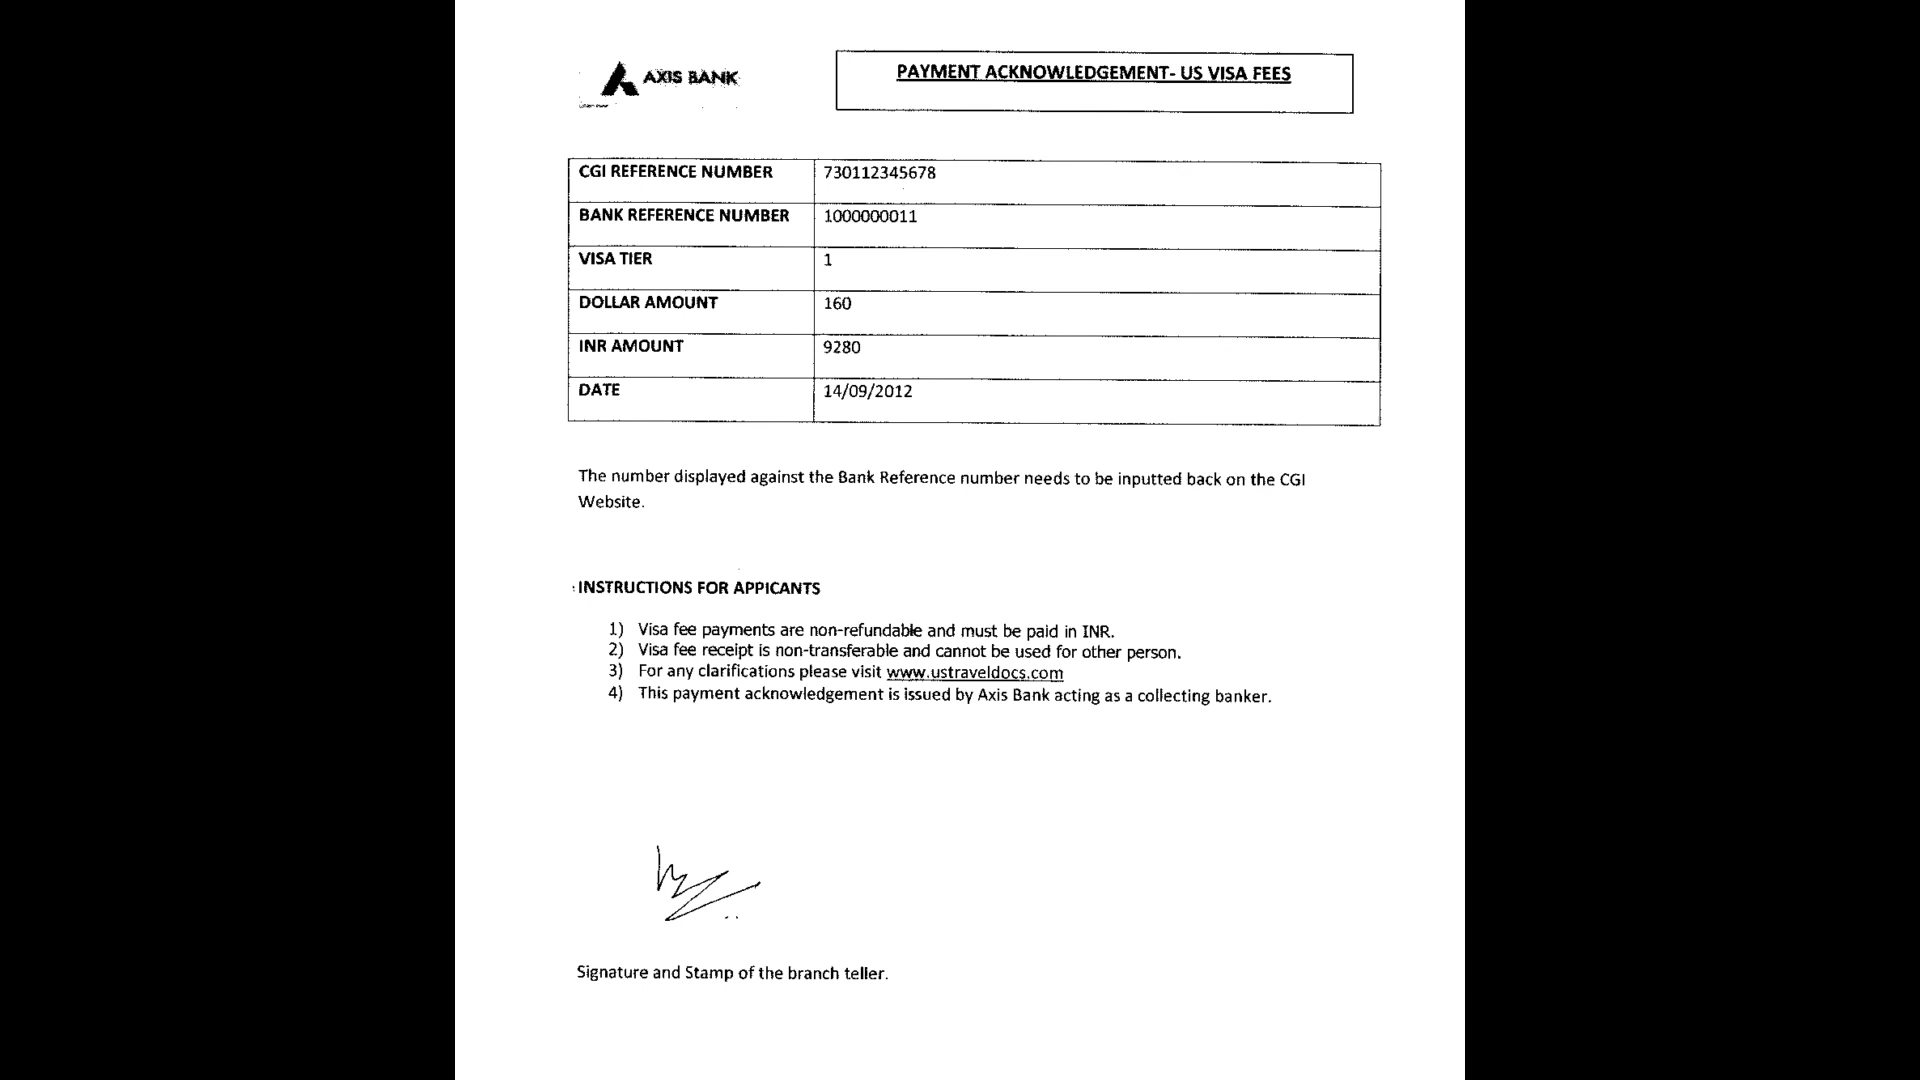 AXIS BANK
PAYMENT ACKNOWLEDGEMENT- US VISA FEES
CGI REFERENCE NUMBER 730112345678
BANK REFERENCE NUMBER 1000000011
VISA TIER 1
DOLLAR AMOUNT 160
INR AMOUNT 9280
DATE 14/09/2012
The number displayed against the Bank Reference number needs to be inputted back on the CGI
Website.
INSTRUCTIONS FOR APPICANTS
1) Visa fee payments are non-refundable and must be paid in INR.
2) Visa fee receipt is non-transferable and cannot be used for other person.
3) For any clarifications please visit www.ustraveldocs.com
4) This payment acknowledgement is issued by Axis Bank acting as a collecting banker.
Signature and Stamp of the branch teller.